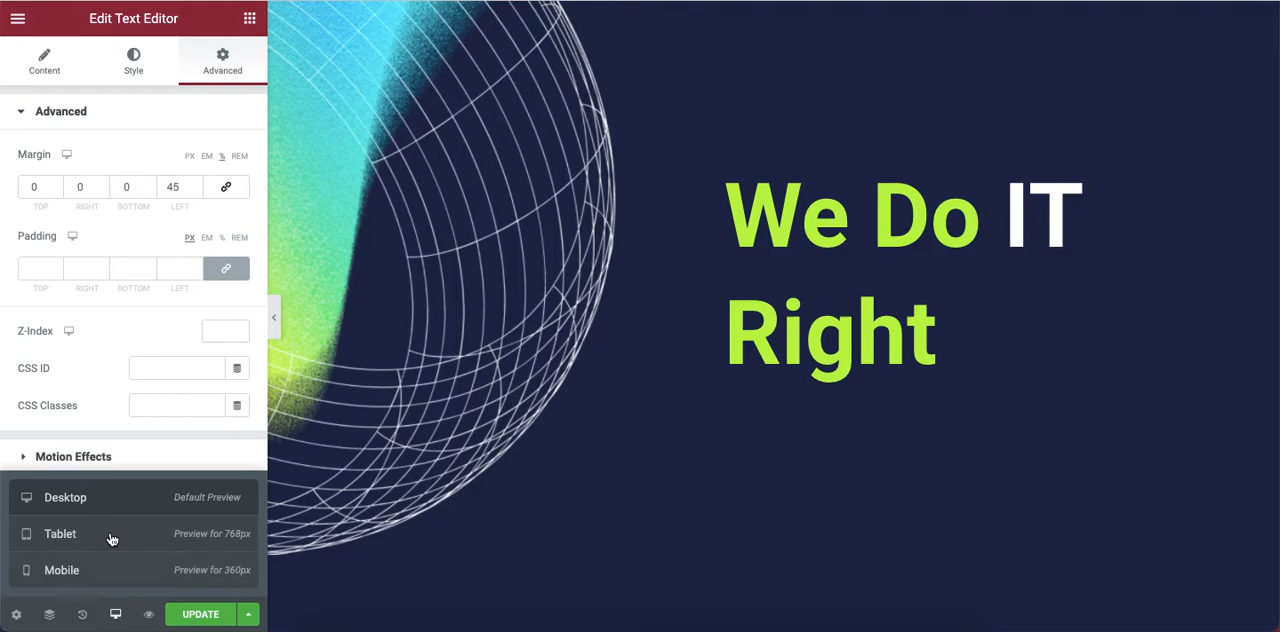 Edit Text Editor
Content
Style
Advanced
Advanced
Margin
PX EM % REM
0 0 0 45
TOP RIGHT BOTTOM LEFT
Padding
PX EM % REM
TOP RIGHT BOTTOM LEFT
Z-Index
CSS ID
CSS Classes
Motion Effects
Desktop Default Preview
Tablet Preview for 768px
Mobile Preview for 360px
UPDATE
We Do IT
Right